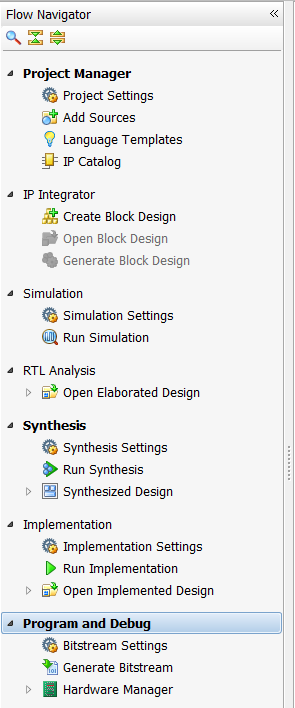 Flow Navigator
Project Manager
Project Settings
Add Sources
Language Templates
IP Catalog
IP Integrator
Create Block Design
Open Block Design
Generate Block Design
Simulation
Simulation Settings
Run Simulation
RTL Analysis
Open Elaborated Design
Synthesis
Synthesis Settings
Run Synthesis
Synthesized Design
Implementation
Implementation Settings
Run Implementation
Open Implemented Design
Program and Debug
Bitstream Settings
Generate Bitstream
Hardware Manager